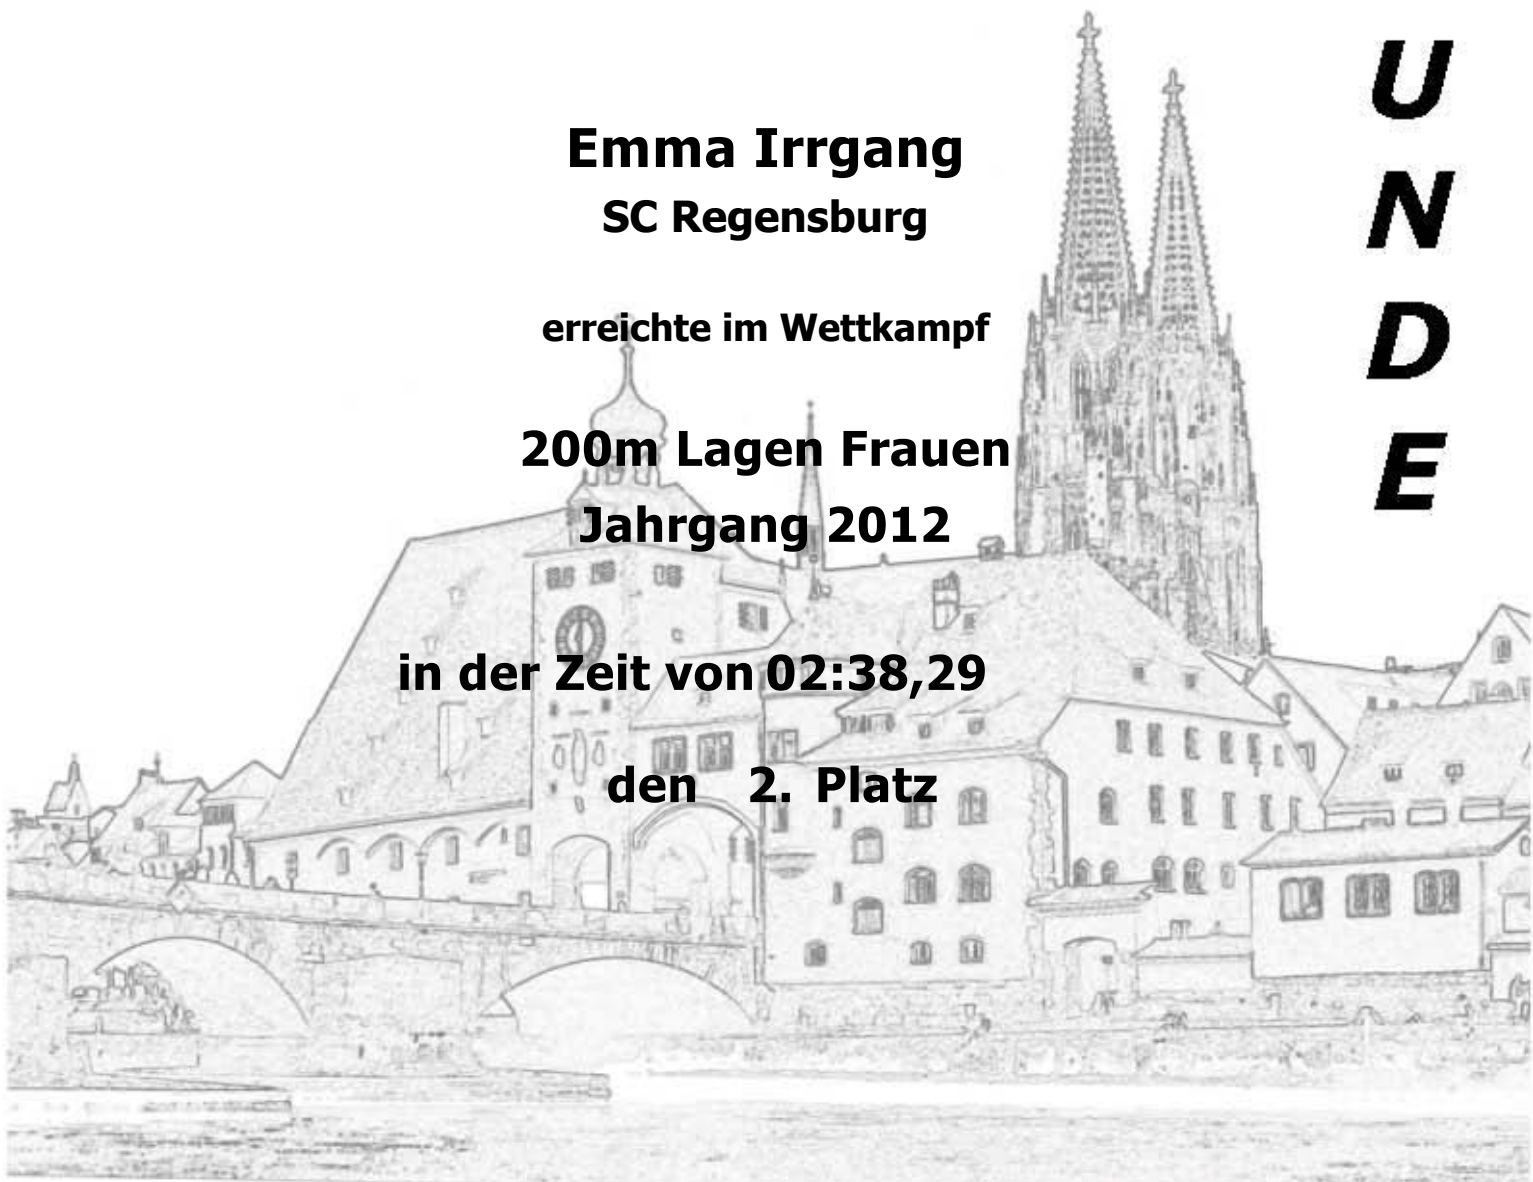 Emma Irrgang
SC Regensburg
erreichte im Wettkampf
200m Lagen Frauen
Jahrgang 2012
in der Zeit von 02:38,29
den 2. Platz
U
N
D
E